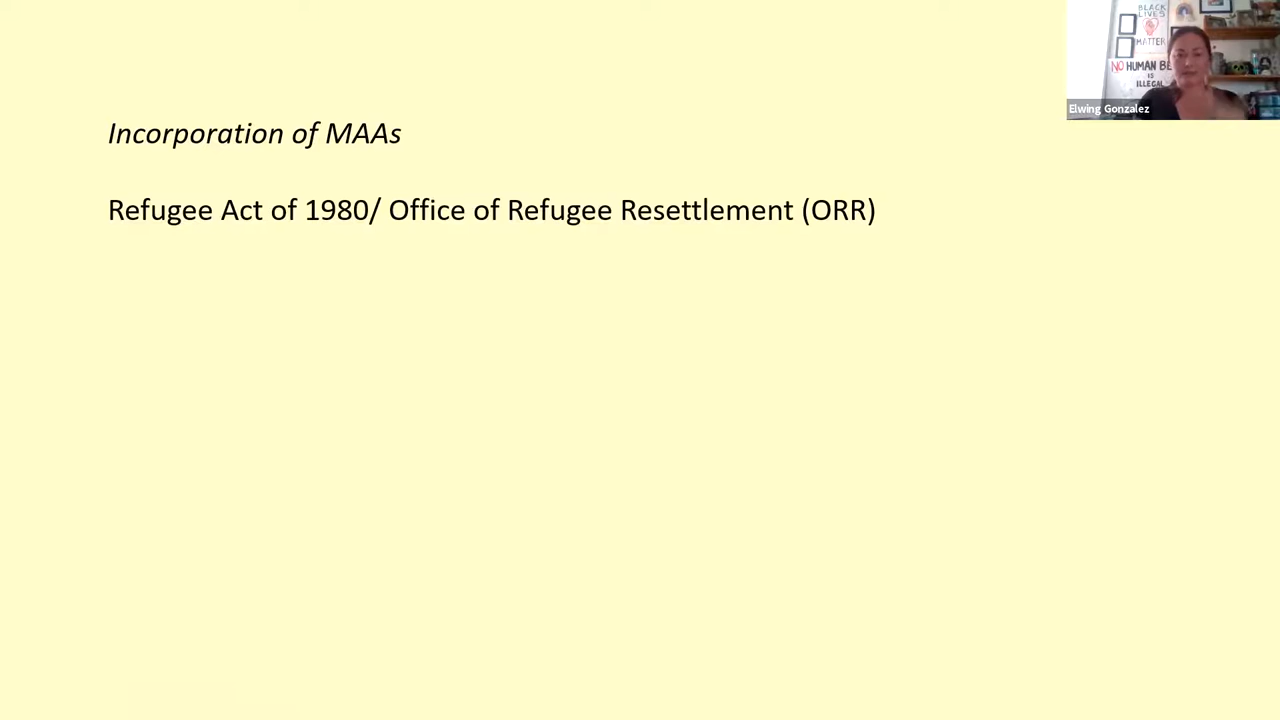 Incorporation of MAAs
Refugee Act of 1980/ Office of Refugee Resettlement (ORR)
BLACK
LIVES
MATTER
NO HUMAN BE
IS
ILLEGAL
Elwing Gonzalez